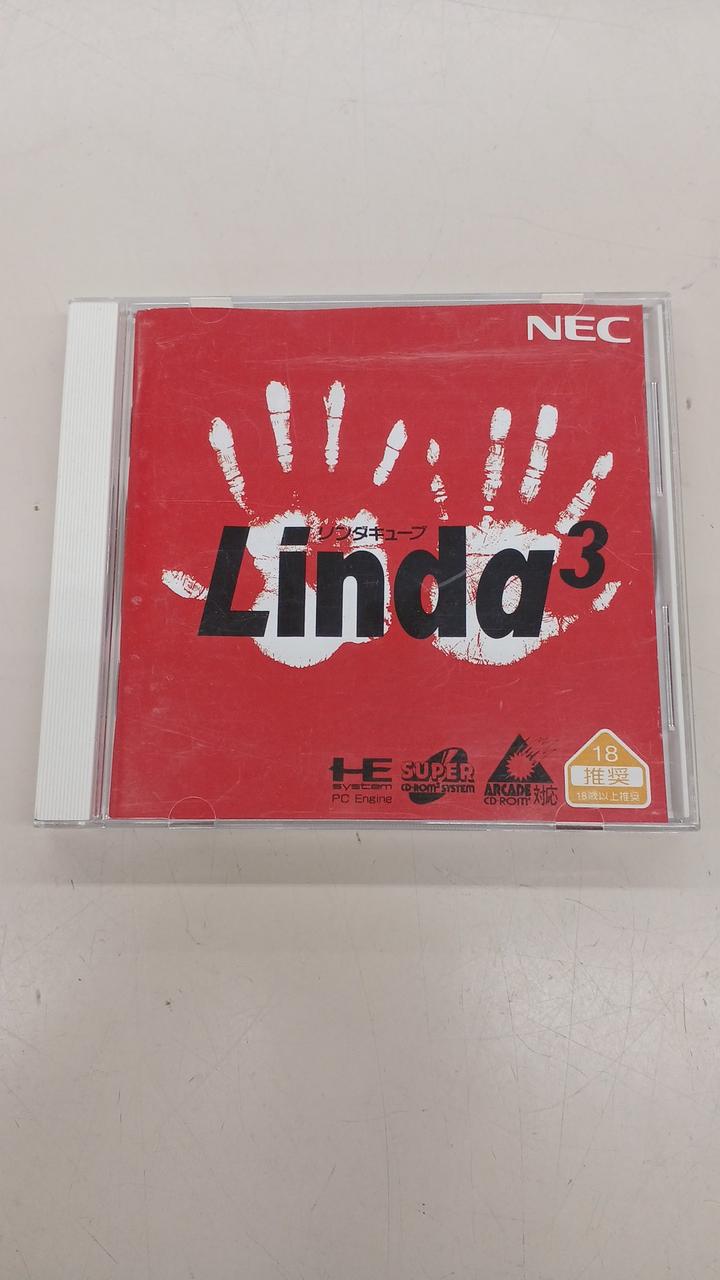 NEC
リンダキューブ
Linda³
HE
system
PC Engine
SUPER
CD-ROM² SYSTEM
ARCADE
CD-ROM² 対応
18
推奨
18歳以上推奨